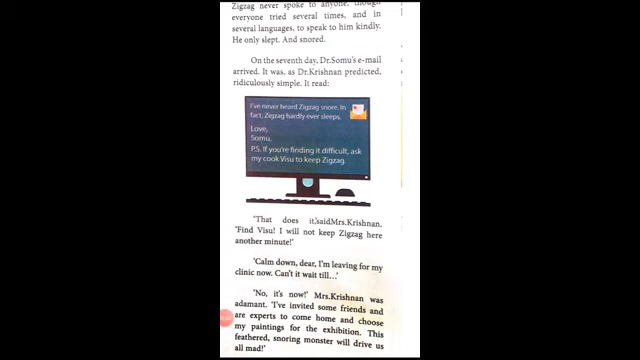 Zigzag never spoke to anyone, though
everyone tried several times, and in
several languages, to speak to him kindly.
He only slept. And snored.
On the seventh day, Dr.Somu's e-mail
arrived. It was, as Dr.Krishnan predicted,
ridiculously simple. It read:
I've never heard Zigzag snore. In
fact, Zigzag hardly ever sleeps.
Love,
Somu.
P.S. If you're finding it difficult, ask
my cook Visu to keep Zigzag.
'That does it,'saidMrs.Krishnan.
'Find Visu! I will not keep Zigzag here
another minute!'
'Calm down, dear, I'm leaving for my
clinic now. Can't it wait till…'
'No, it's now!' Mrs.Krishnan was
adamant. 'I've invited some friends and
are experts to come home and choose
my paintings for the exhibition. This
feathered, snoring monster will drive us
all mad!'